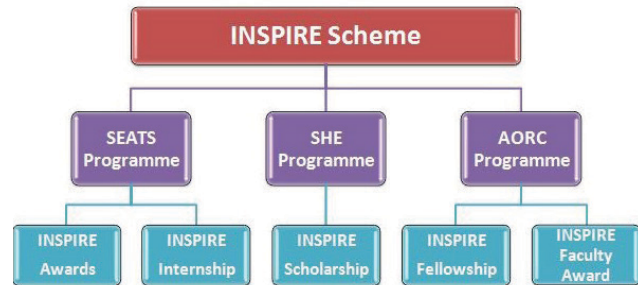 INSPIRE Scheme
SEATS
Programme
SHE
Programme
AORC
Programme
INSPIRE
Awards
INSPIRE
Internship
INSPIRE
Scholarship
INSPIRE
Fellowship
INSPIRE
Faculty
Award